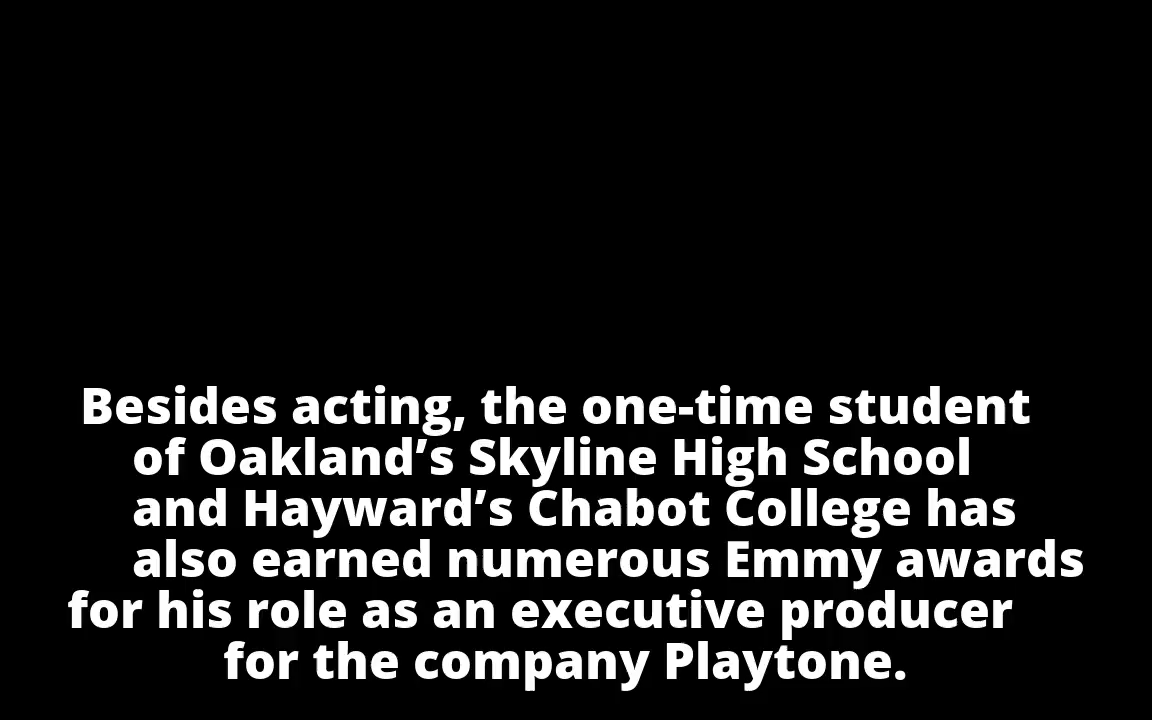 Besides acting, the one-time student
of Oakland’s Skyline High School
and Hayward’s Chabot College has
also earned numerous Emmy awards
for his role as an executive producer
for the company Playtone.